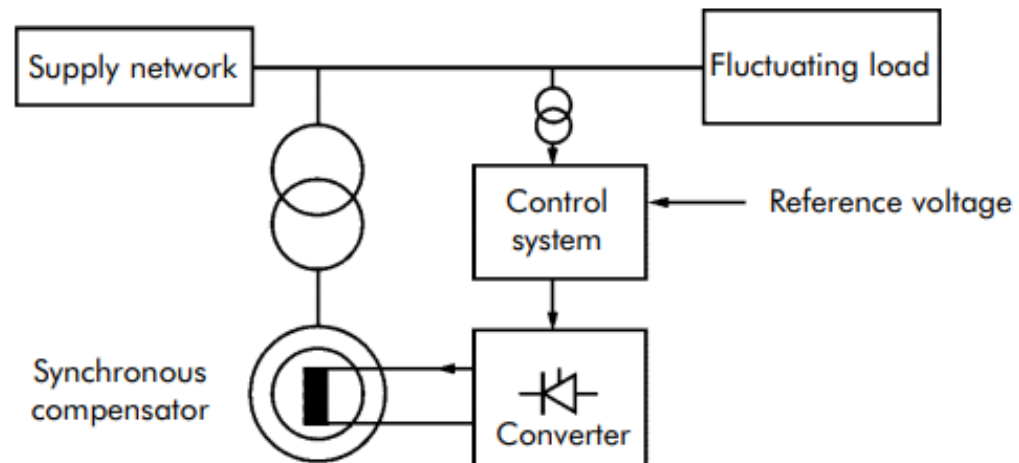 Supply network
Fluctuating load
Control
system
Reference voltage
Synchronous
compensator
Converter